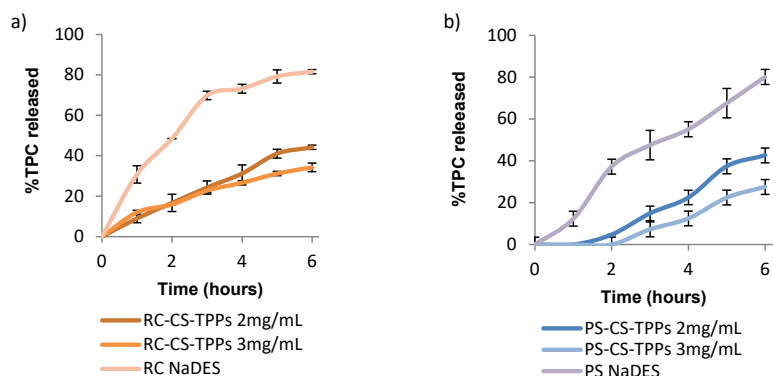 a)
%TPC released
100
80
60
40
20
0
0 2 4 6
Time (hours)
RC-CS-TPPs 2mg/mL
RC-CS-TPPs 3mg/mL
RC NaDES
b)
%TPC releeased
100
80
60
40
20
0
0 2 4 6
Time (hours)
PS-CS-TPPs 2mg/mL
PS-CS-TPPs 3mg/mL
PS NaDES